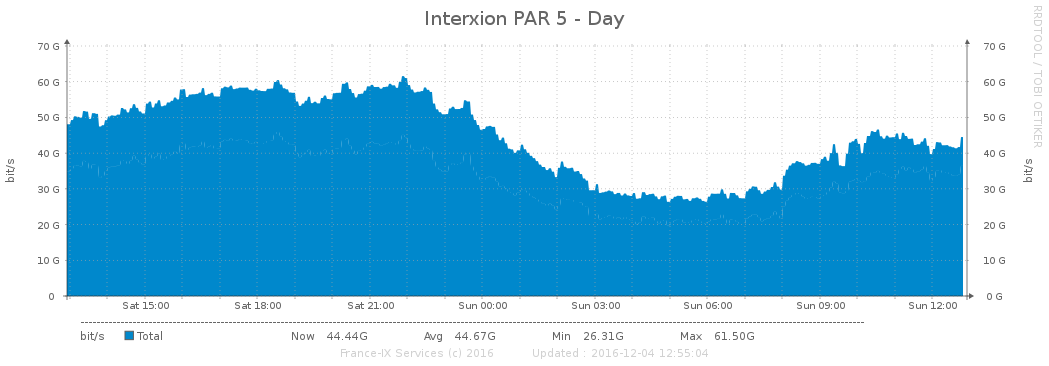 Interxion PAR 5 - Day
RRDTOOL / TOBI OETIKER
70 G 70 G
60 G 60 G
50 G 50 G
40 G 40 G
30 G 30 G
20 G 20 G
10 G 10 G
0 0 G
bit/s
bit/s
Sat 15:00 Sat 18:00 Sat 21:00 Sun 00:00 Sun 03:00 Sun 06:00 Sun 09:00 Sun 12:00
bit/s Total Now 44.44G Avg 44.67G Min 26.31G Max 61.50G
France-IX Services (c) 2016 Updated : 2016-12-04 12:55:04